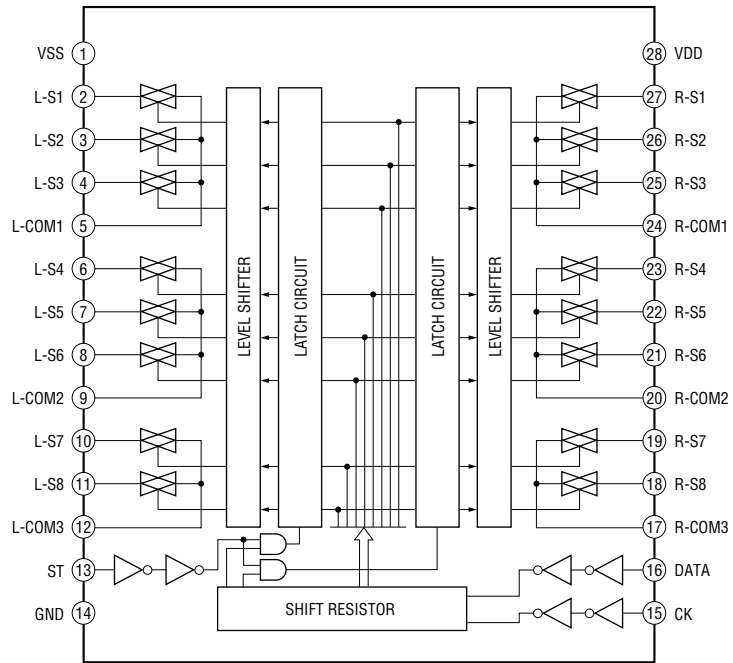 VSS 1
28 VDD
L-S1 2
27 R-S1
L-S2 3
26 R-S2
L-S3 4
25 R-S3
L-COM1 5
24 R-COM1
L-S4 6
23 R-S4
L-S5 7
22 R-S5
L-S6 8
21 R-S6
L-COM2 9
20 R-COM2
L-S7 10
19 R-S7
L-S8 11
18 R-S8
L-COM3 12
17 R-COM3
ST 13
16 DATA
GND 14
15 CK
LEVEL SHIFTER
LATCH CIRCUIT
LATCH CIRCUIT
LEVEL SHIFTER
SHIFT RESISTOR